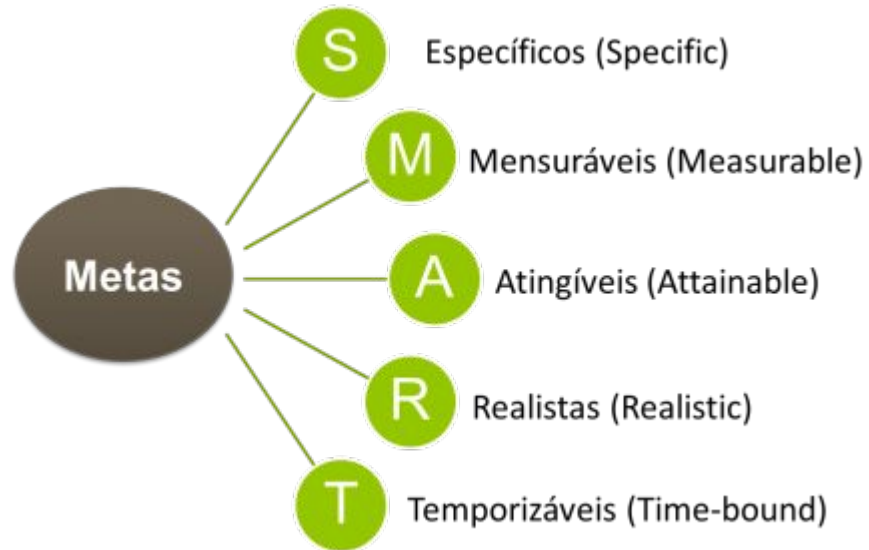 S Específicos (Specific)
M Mensuráveis (Measurable)
Metas
A Atingíveis (Attainable)
R Realistas (Realistic)
T Temporizáveis (Time-bound)